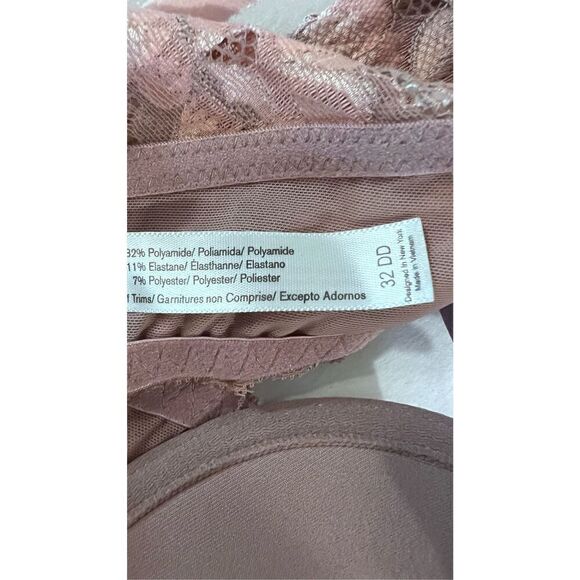 82% Polyamide/ Poliamida/ Polyamide
11% Elastane/ Élasthanne/ Elastano
7% Polyester/ Polyester/ Poliester
Trims/ Garnitures non Comprise/ Excepto Adornos
32 DD
Designed In New York
Made in Vietnam